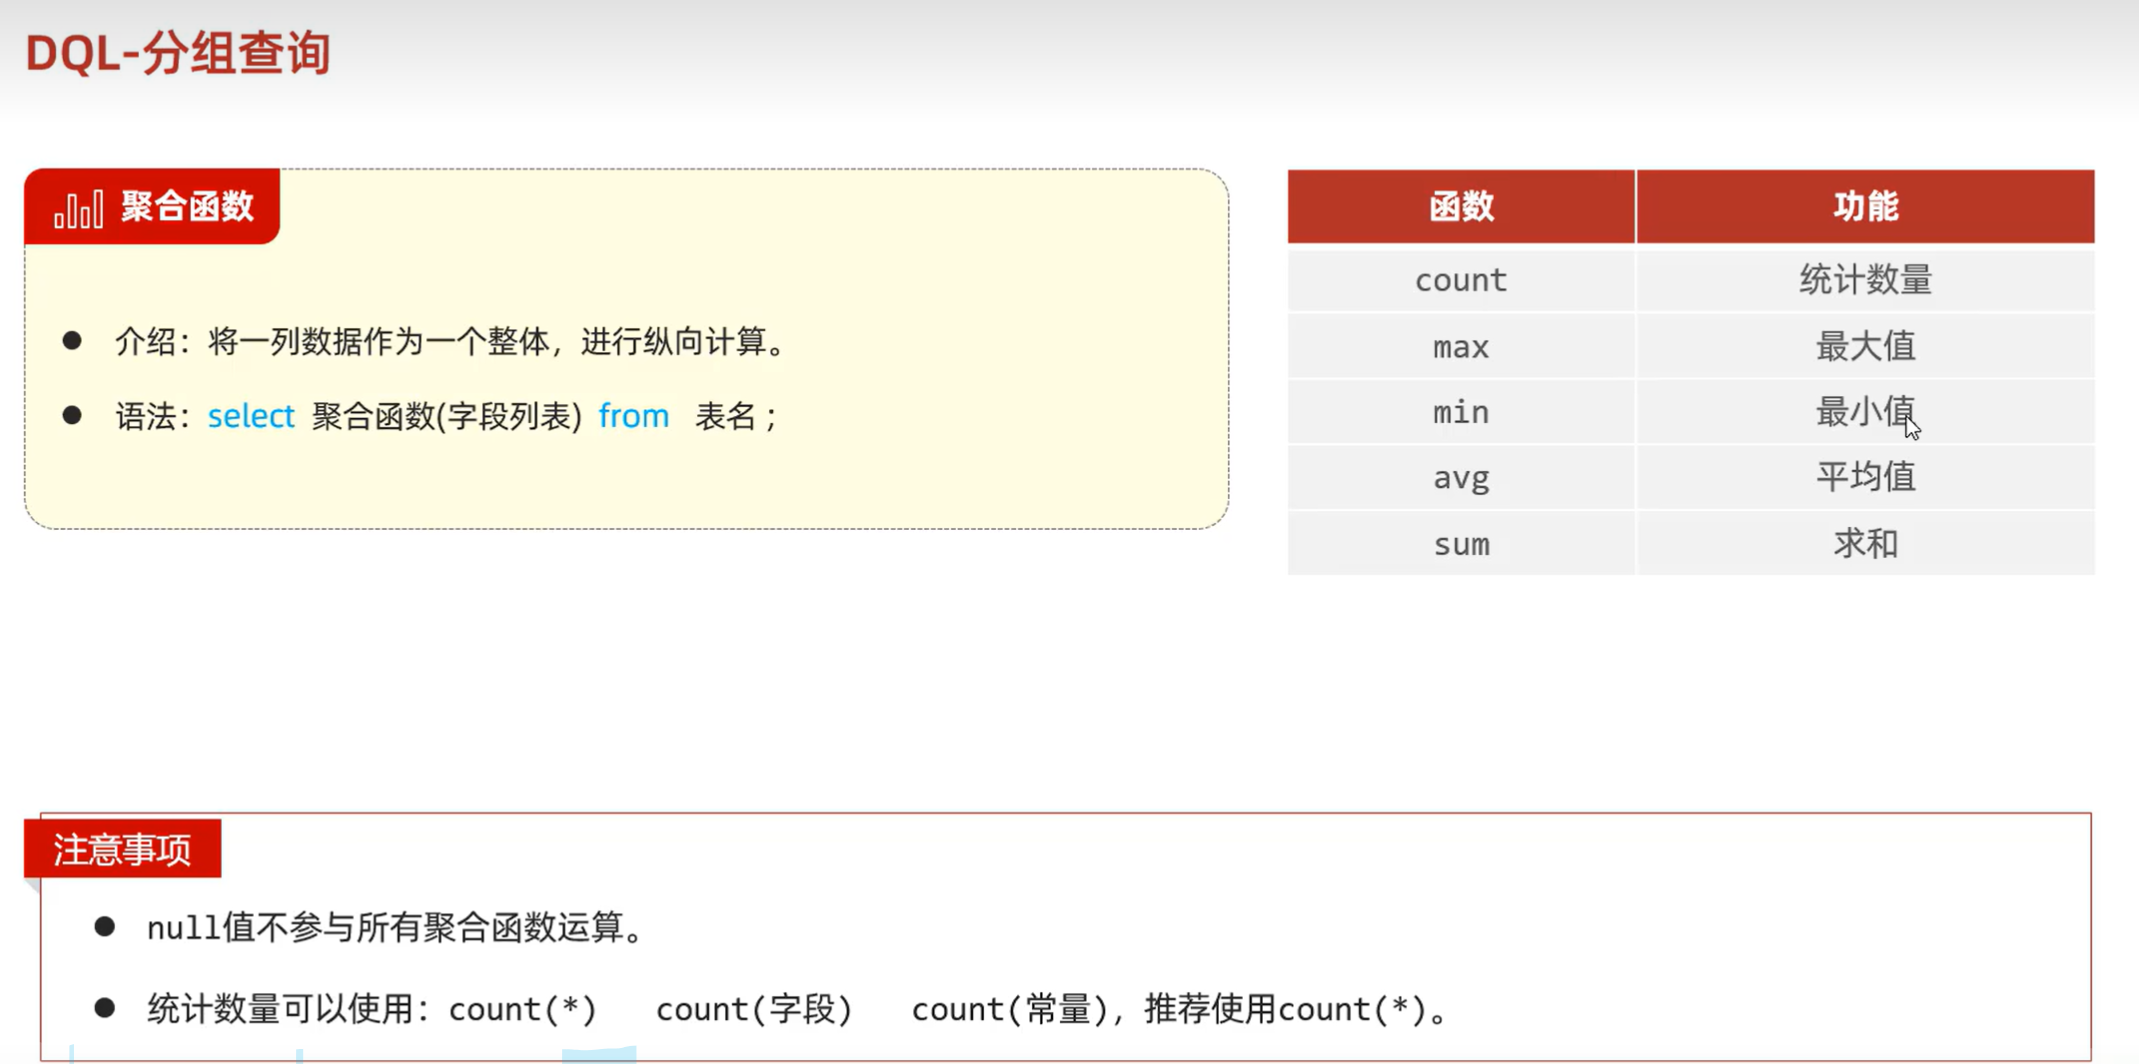 DQL-分组查询
聚合函数
介绍：将一列数据作为一个整体，进行纵向计算。
语法：select 聚合函数(字段列表) from 表名；
函数 功能
count 统计数量
max 最大值
min 最小值
avg 平均值
sum 求和
注意事项
null值不参与所有聚合函数运算。
统计数量可以使用：count(*) count(字段) count(常量)，推荐使用count(*)。